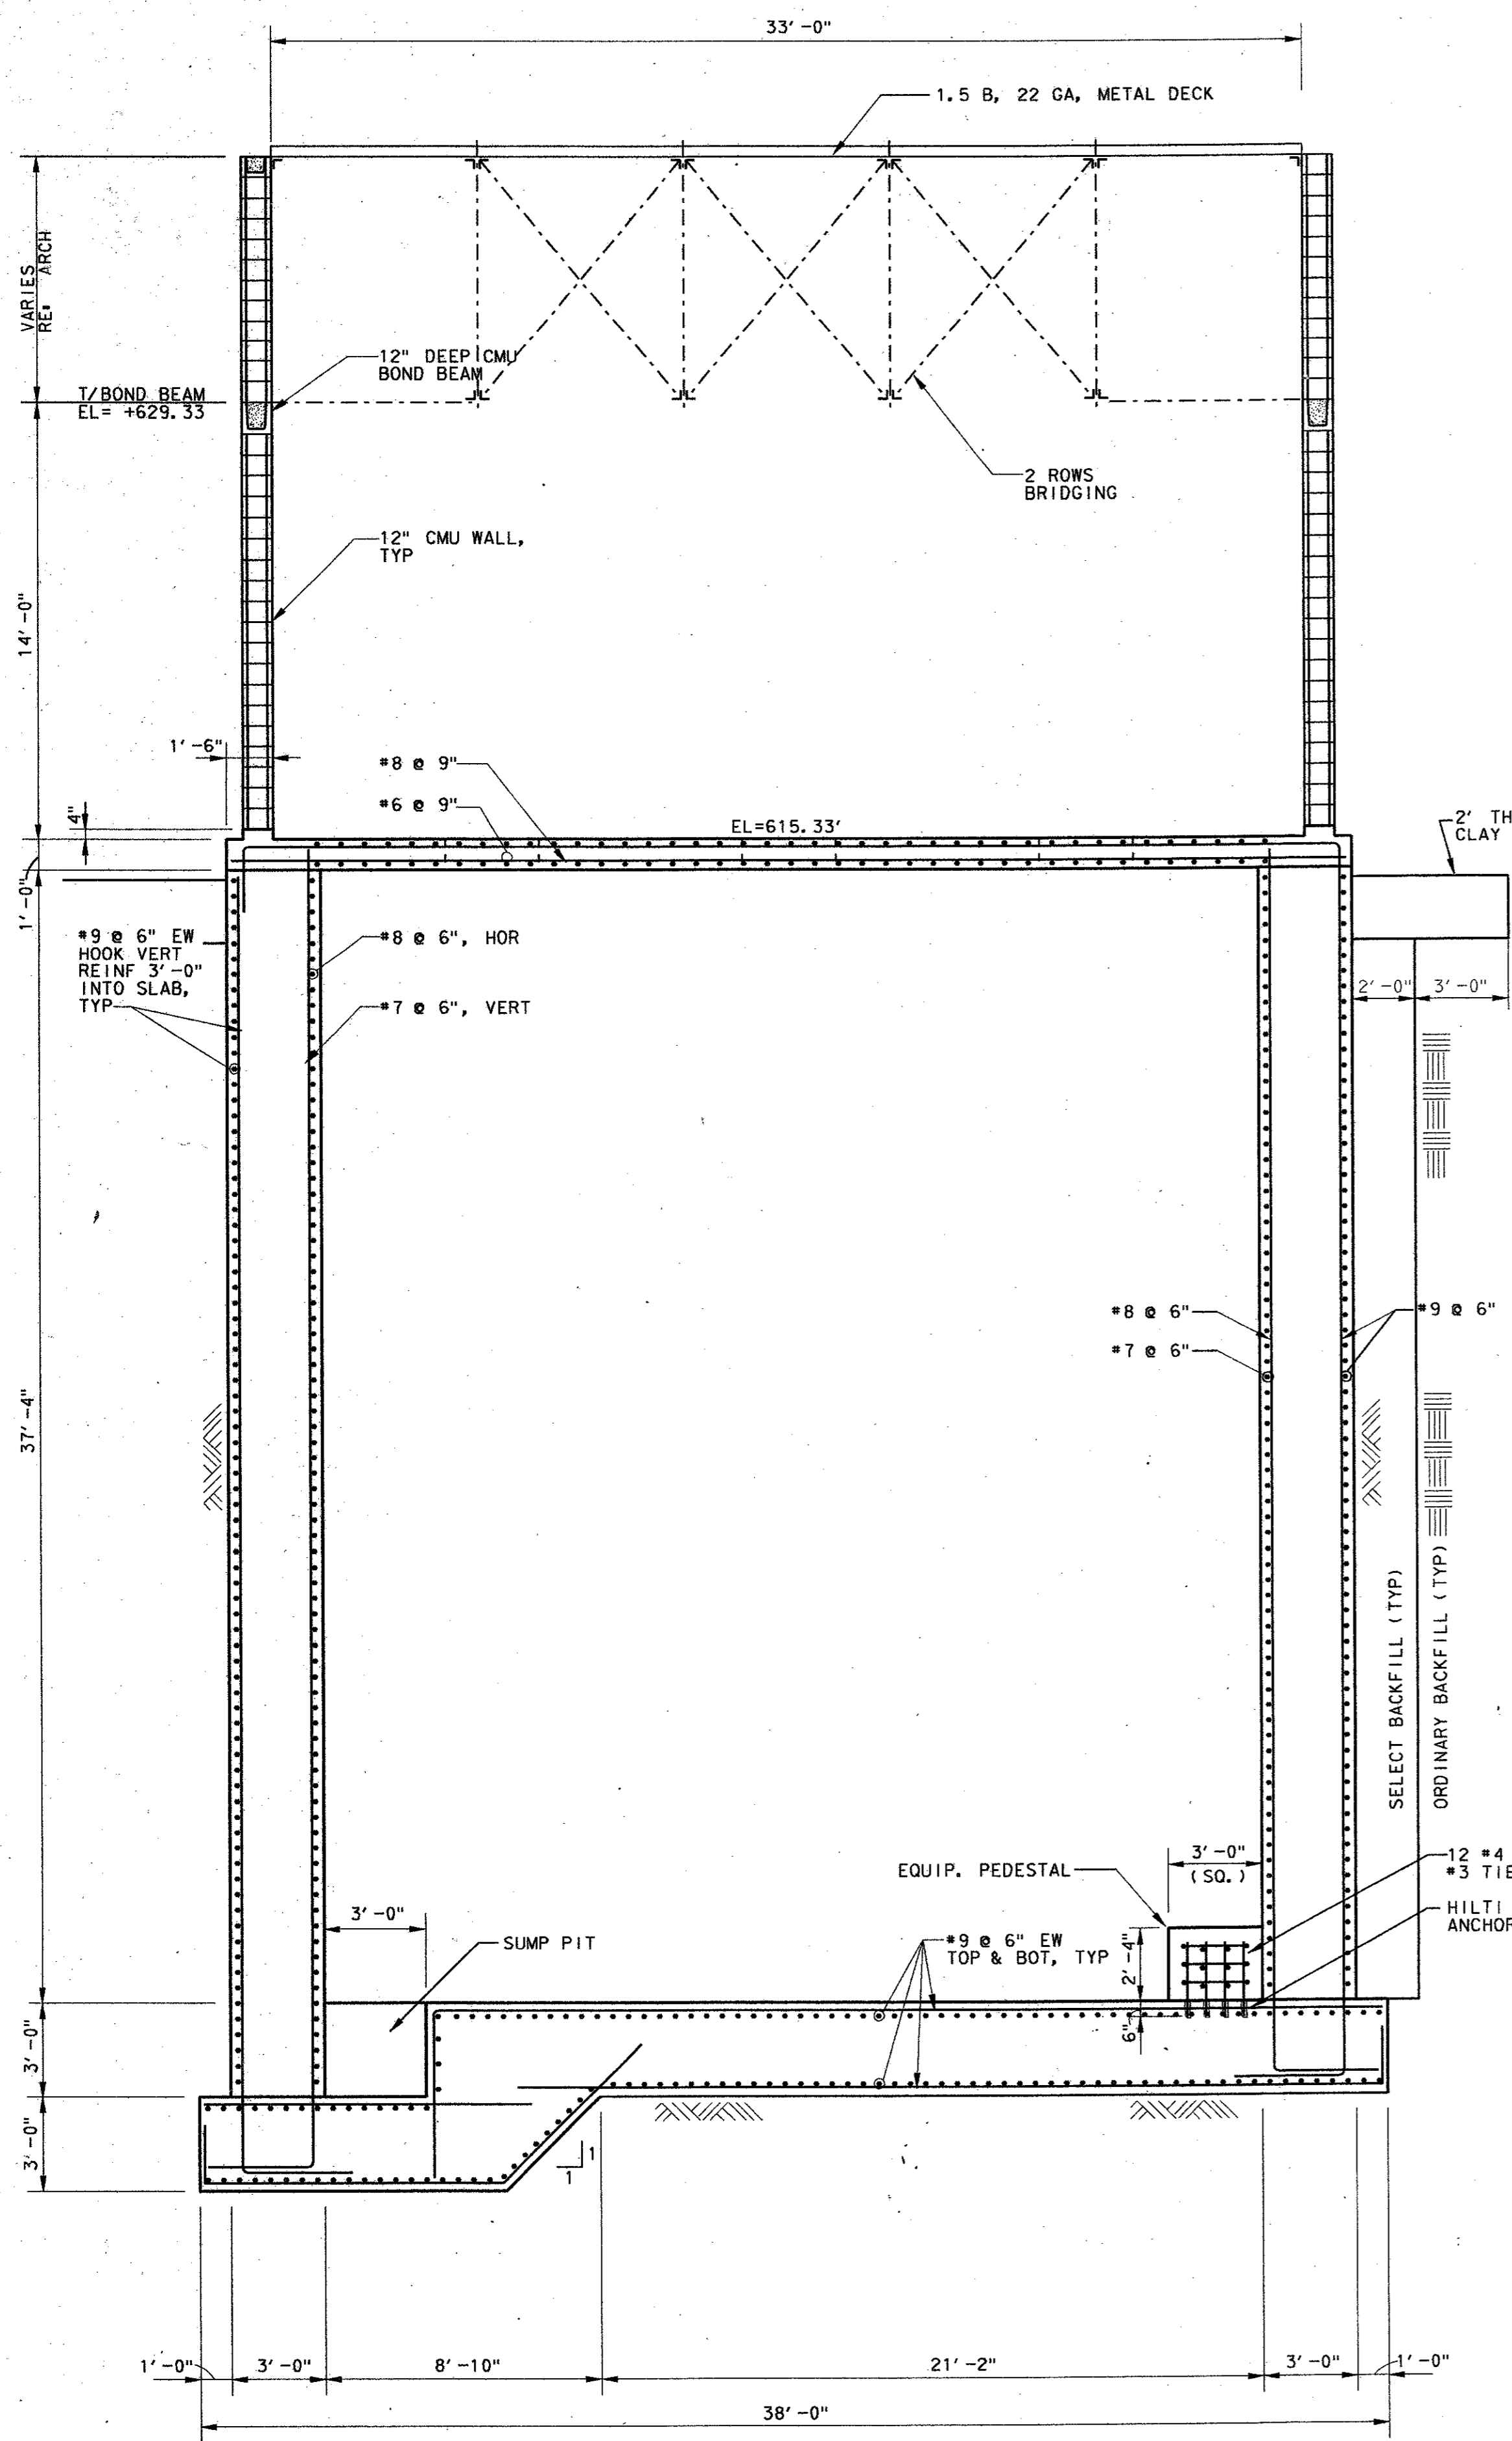 33'-0"
1.5 B, 22 GA, METAL DECK
VARIES
RE: ARCH
12" DEEP CMU
BOND BEAM
T/BOND BEAM
EL= +629.33
2 ROWS
BRIDGING
12" CMU WALL,
TYP
14'-0"
1'-6"
#8 @ 9"
#6 @ 9"
4"
EL=615.33'
2' TH
CLAY
1'-0"
#9 @ 6" EW
HOOK VERT
REINF 3'-0"
INTO SLAB,
TYP
#8 @ 6", HOR
#7 @ 6", VERT
2'-0"
3'-0"
#8 @ 6"
#7 @ 6"
#9 @ 6"
37'-4"
SELECT BACKFILL (TYP)
ORDINARY BACKFILL (TYP)
EQUIP. PEDESTAL
3'-0"
(SQ.)
12 #4
#3 TIE
HILTI
ANCHOR
3'-0"
SUMP PIT
#9 @ 6" EW
TOP & BOT, TYP
2'-4"
6"
3'-0"
3'-0"
1
1
1'-0"
3'-0"
8'-10"
21'-2"
3'-0"
1'-0"
38'-0"